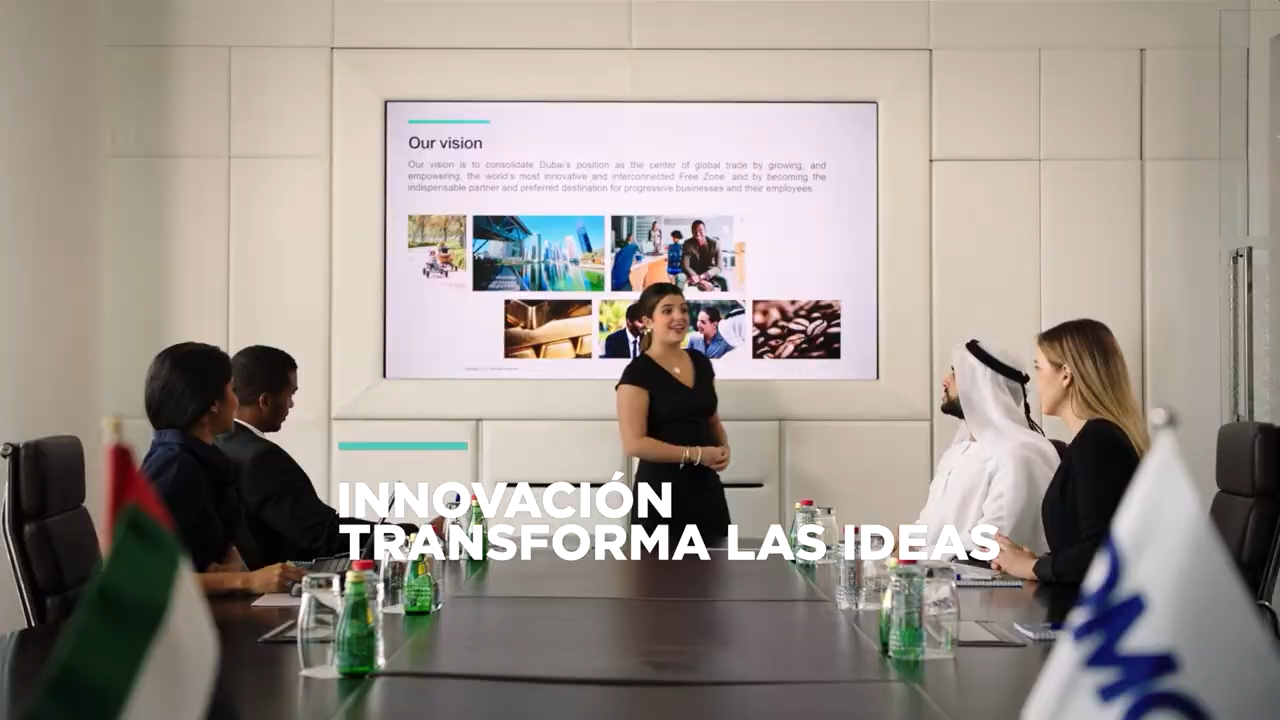 Our vision
Our vision is to consolidate Dubai's position as the center of global trade by growing, and
empowering, the world's most innovative and interconnected Free Zone, and by becoming the
indispensable partner and preferred destination for progressive businesses and their employees.
INNOVACIÓN
TRANSFORMA LAS IDEAS
DMC